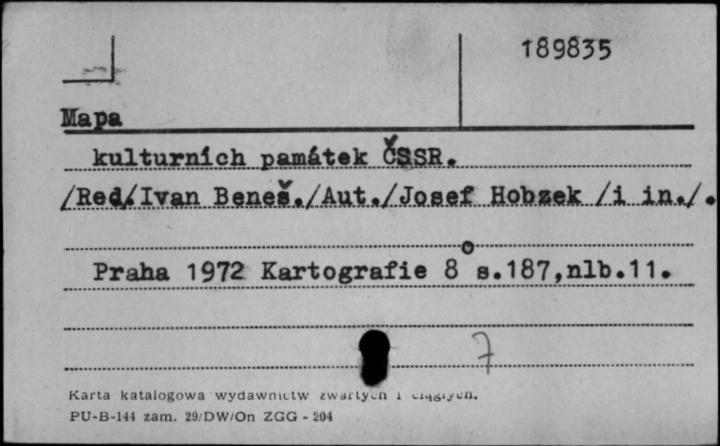 189835
Mapa
kulturních památek ČSSR.
/Red./Ivan Beneš./Aut./Josef Hobzek /i in./.
Praha 1972 Kartografie 8° s.187,nlb.11.
7
Karta katalogowa wydawnictw zwartych i ciągłych.
PU-B-144 zam. 29/DW/On ZGG - 204